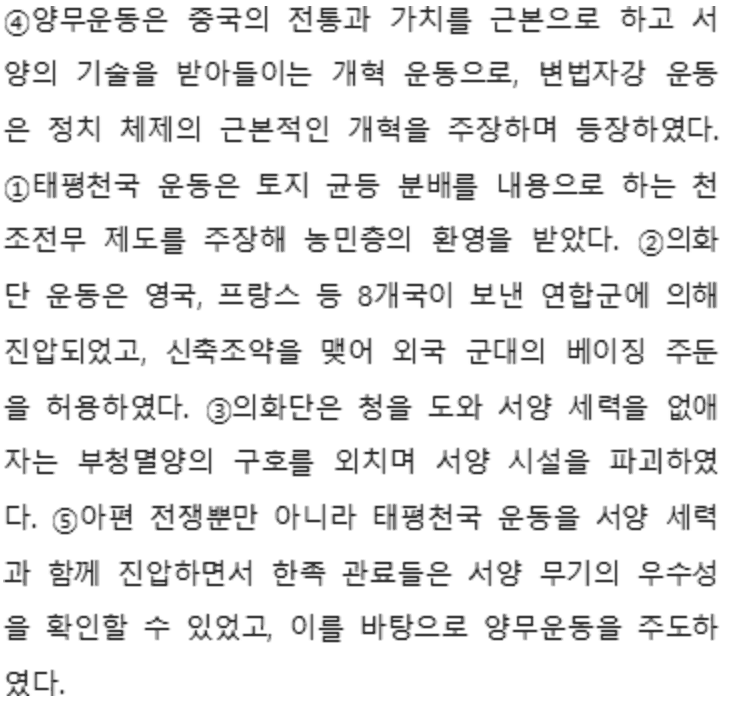 ④양무운동은 중국의 전통과 가치를 근본으로 하고 서
양의 기술을 받아들이는 개혁 운동으로, 변법자강 운동
은 정치 체제의 근본적인 개혁을 주장하며 등장하였다.
①태평천국 운동은 토지 균등 분배를 내용으로 하는 천
조전무 제도를 주장해 농민층의 환영을 받았다. ②의화
단 운동은 영국, 프랑스 등 8개국이 보낸 연합군에 의해
진압되었고, 신축조약을 맺어 외국 군대의 베이징 주둔
을 허용하였다. ③의화단은 청을 도와 서양 세력을 없애
자는 부청멸양의 구호를 외치며 서양 시설을 파괴하였
다. ⑤아편 전쟁뿐만 아니라 태평천국 운동을 서양 세력
과 함께 진압하면서 한족 관료들은 서양 무기의 우수성
을 확인할 수 있었고, 이를 바탕으로 양무운동을 주도하
였다.